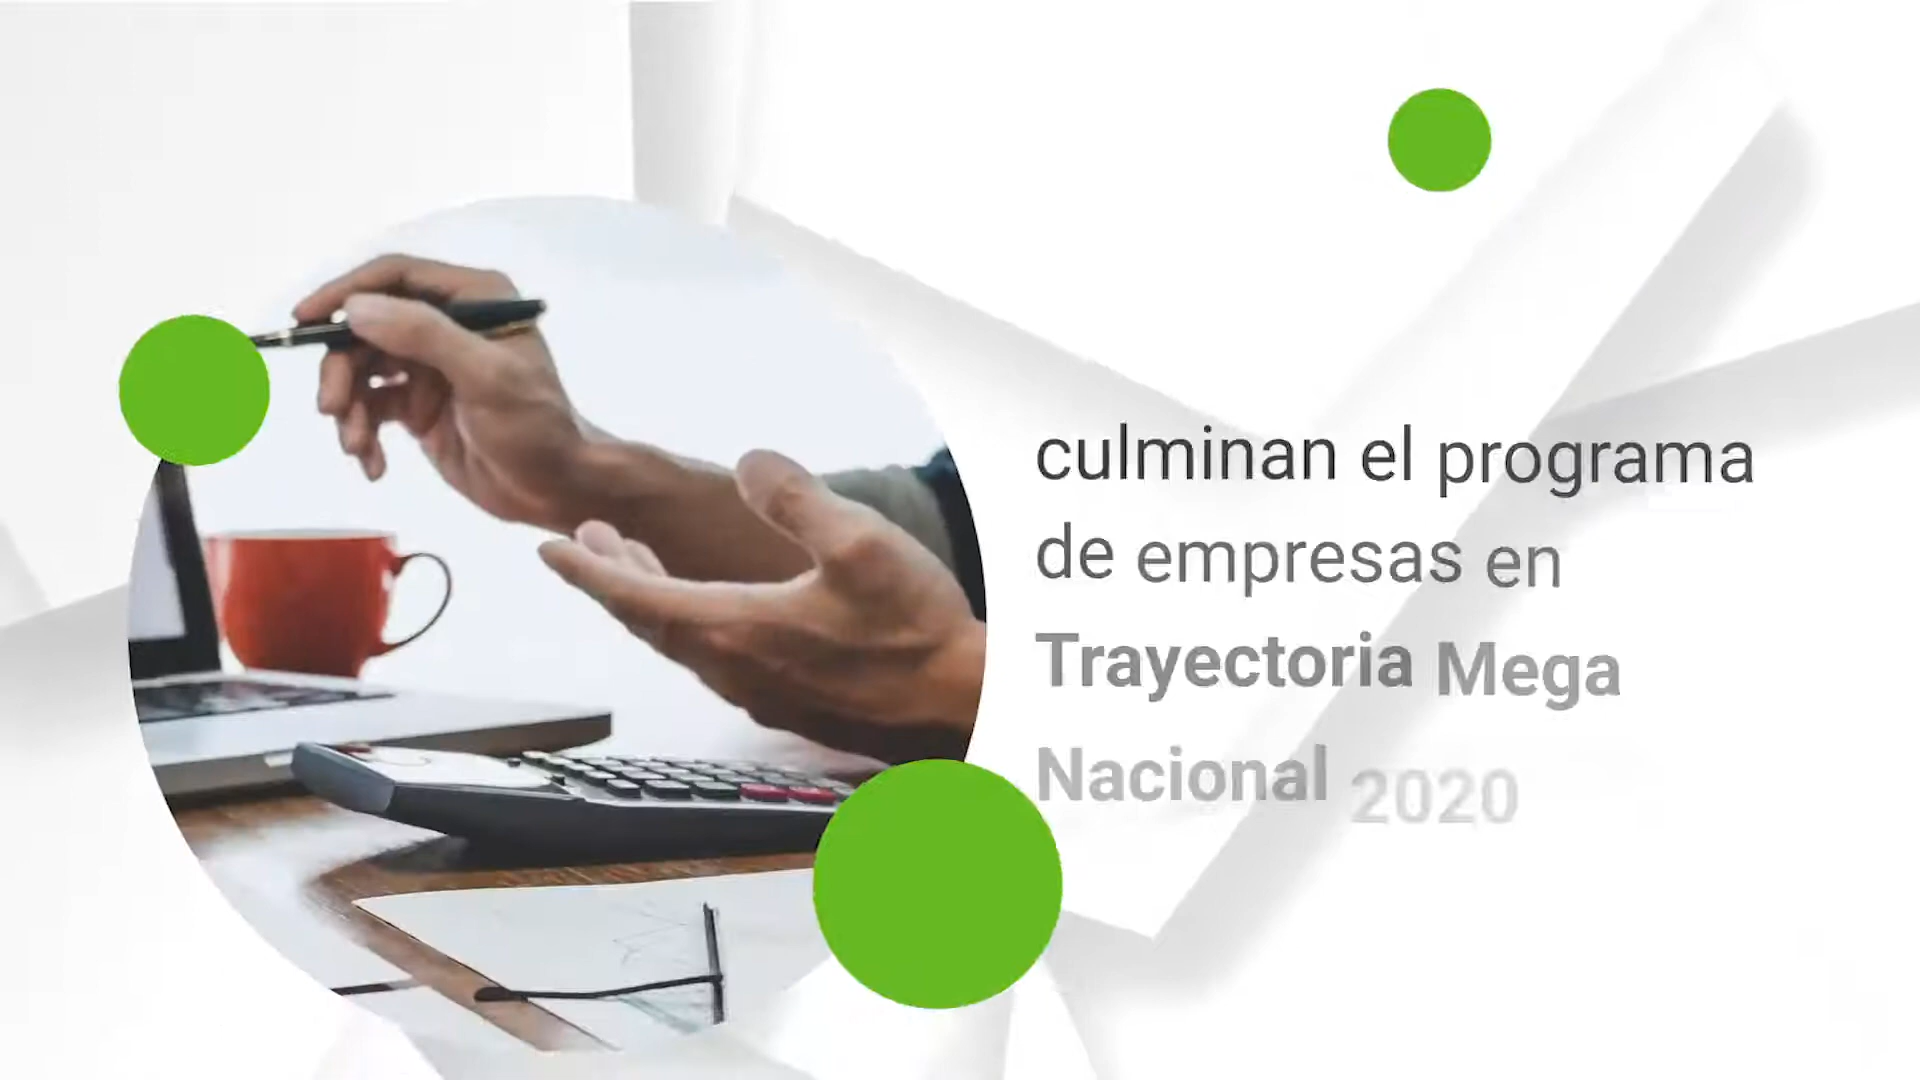 culminan el programa
de empresas en
Trayectoria Mega
Nacional 2020